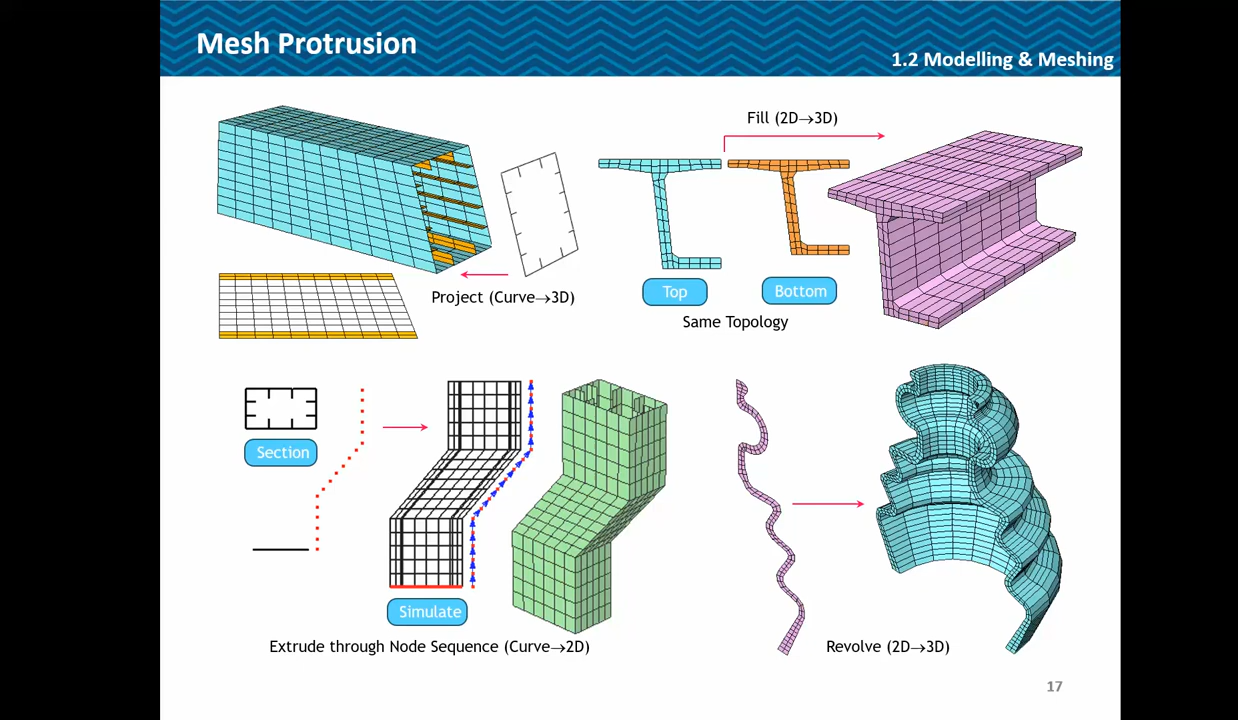 Mesh Protrusion
1.2 Modelling & Meshing
Fill (2D→3D)
Project (Curve→3D)
Top
Bottom
Same Topology
Section
Simulate
Extrude through Node Sequence (Curve→2D)
Revolve (2D→3D)
17